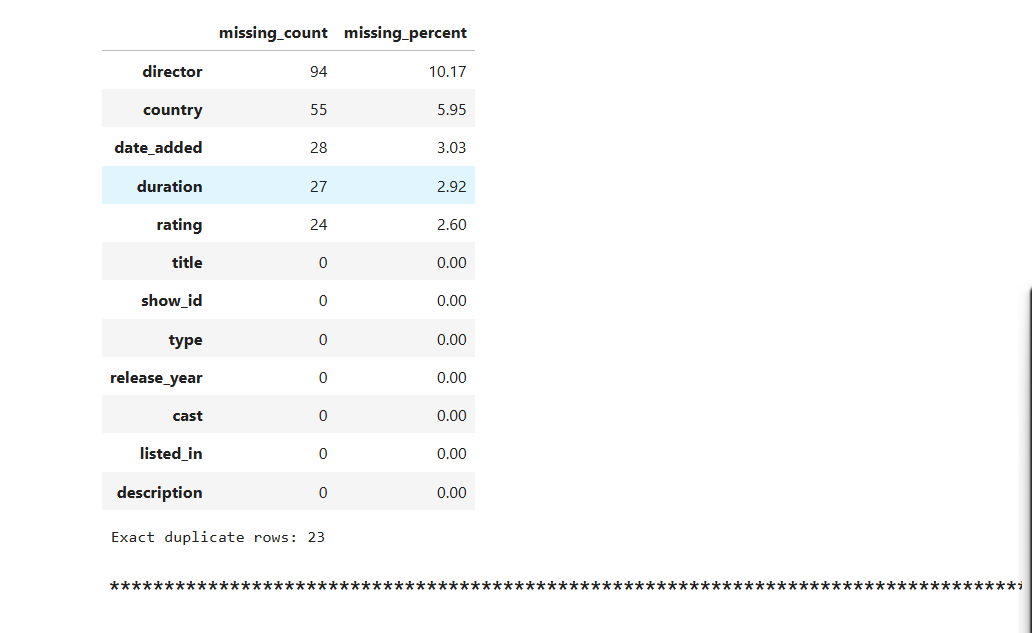 missing_count missing_percent
director 94 10.17
country 55 5.95
date_added 28 3.03
duration 27 2.92
rating 24 2.60
title 0 0.00
show_id 0 0.00
type 0 0.00
release_year 0 0.00
cast 0 0.00
listed_in 0 0.00
description 0 0.00
Exact duplicate rows: 23
************************************************************************************